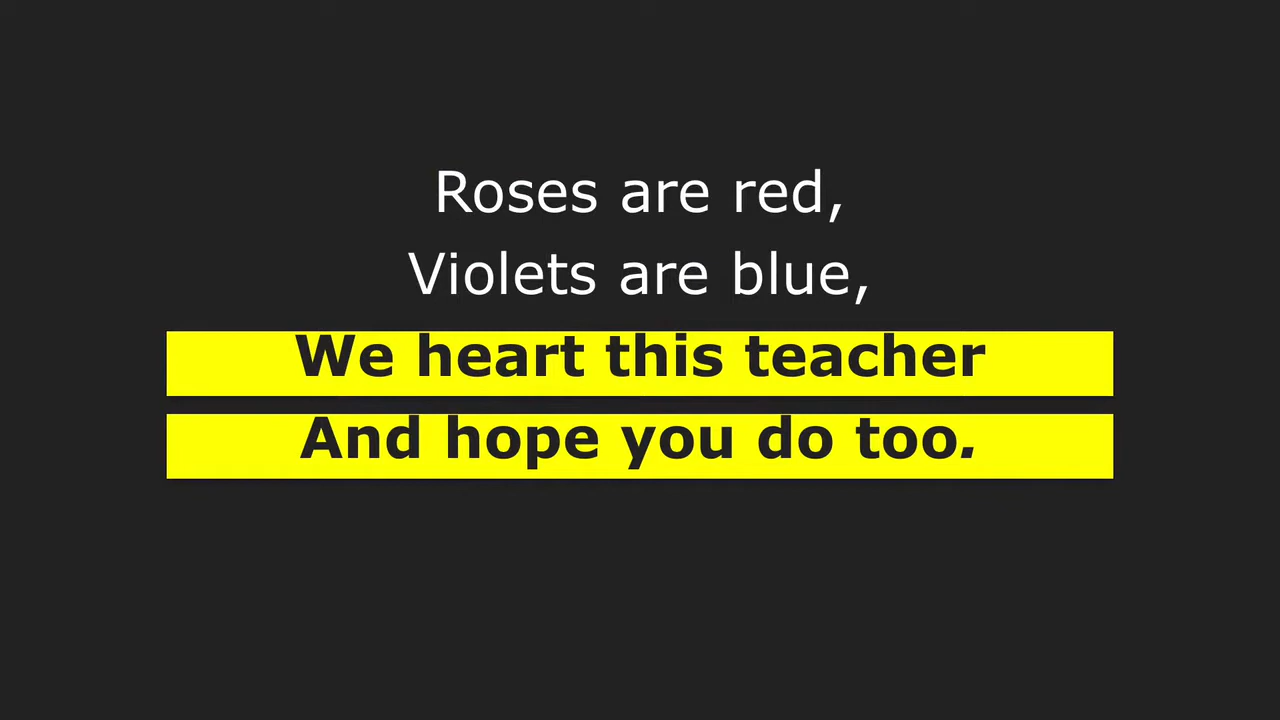 Roses are red,
Violets are blue,
We heart this teacher
And hope you do too.